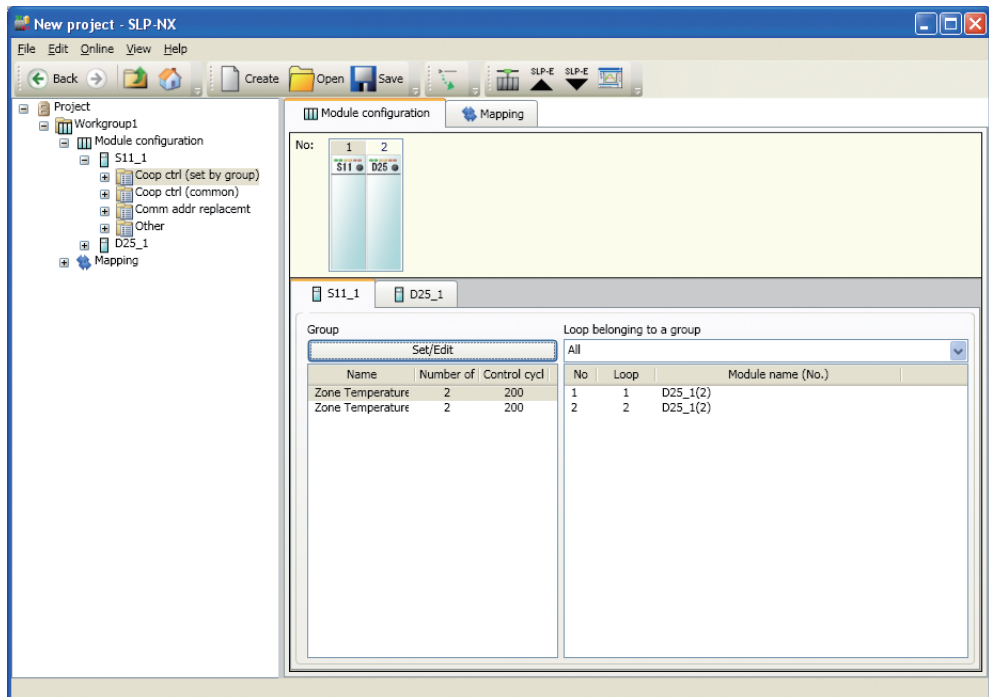 New project - SLP-NX
File Edit Online View Help
Back Create Open Save SLP-E SLP-E
Project
Workgroup1
Module configuration
S11_1
Coop ctrl (set by group)
Coop ctrl (common)
Comm addr replacemt
Other
D25_1
Mapping
Module configuration Mapping
No: 1 2
S11 D25
S11_1 D25_1
Group Loop belonging to a group
Set/Edit All
Name Number of Control cycl No Loop Module name (No.)
Zone Temperature 2 200 1 1 D25_1(2)
Zone Temperature 2 200 2 2 D25_1(2)